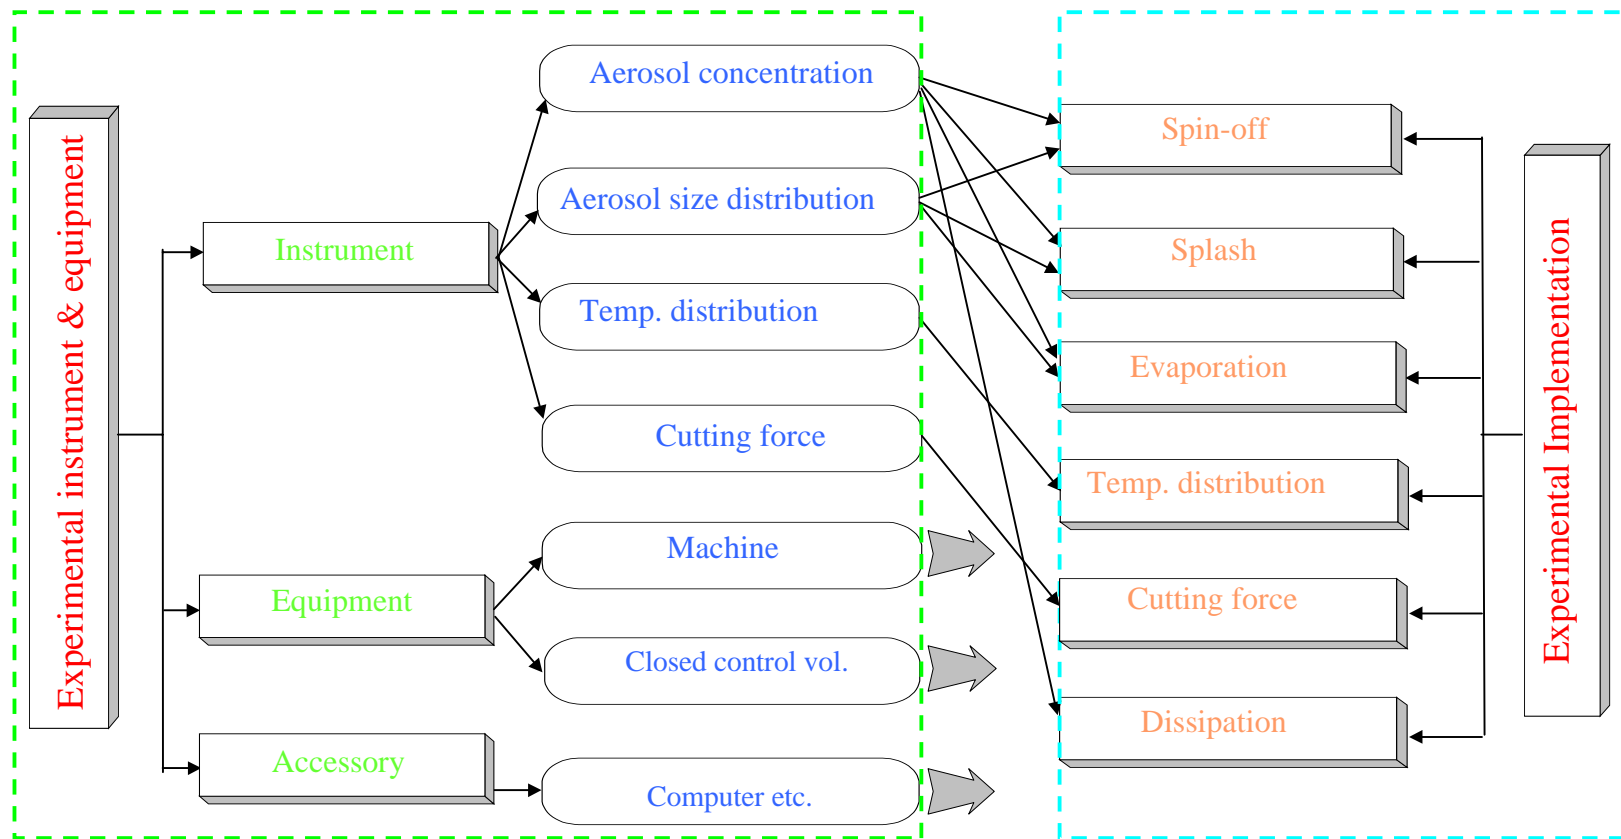 Experimental instrument & equipment
Instrument
Equipment
Accessory
Aerosol concentration
Aerosol size distribution
Temp. distribution
Cutting force
Machine
Closed control vol.
Computer etc.
Spin-off
Splash
Evaporation
Temp. distribution
Cutting force
Dissipation
Experimental Implementation